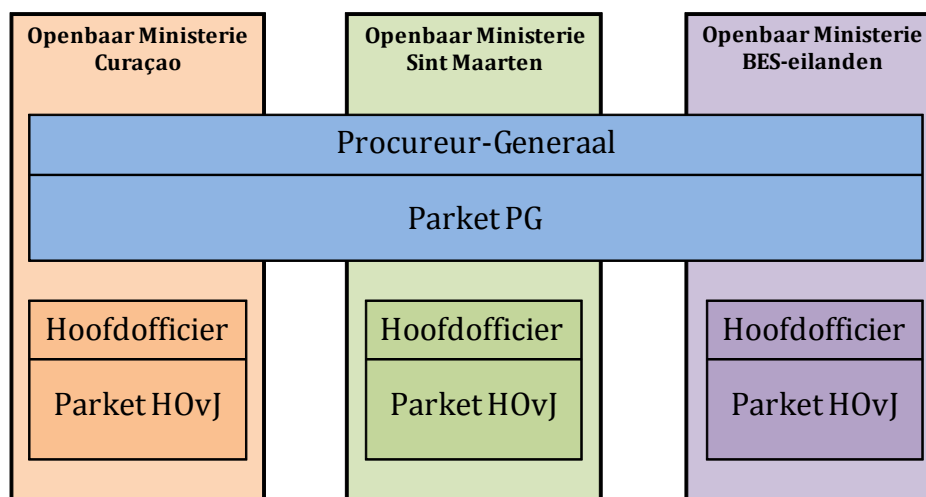 Openbaar Ministerie
Curaçao
Openbaar Ministerie
Sint Maarten
Openbaar Ministerie
BES-eilanden
Procureur-Generaal
Parket PG
Hoofdofficier
Parket HOvJ
Hoofdofficier
Parket HOvJ
Hoofdofficier
Parket HOvJ